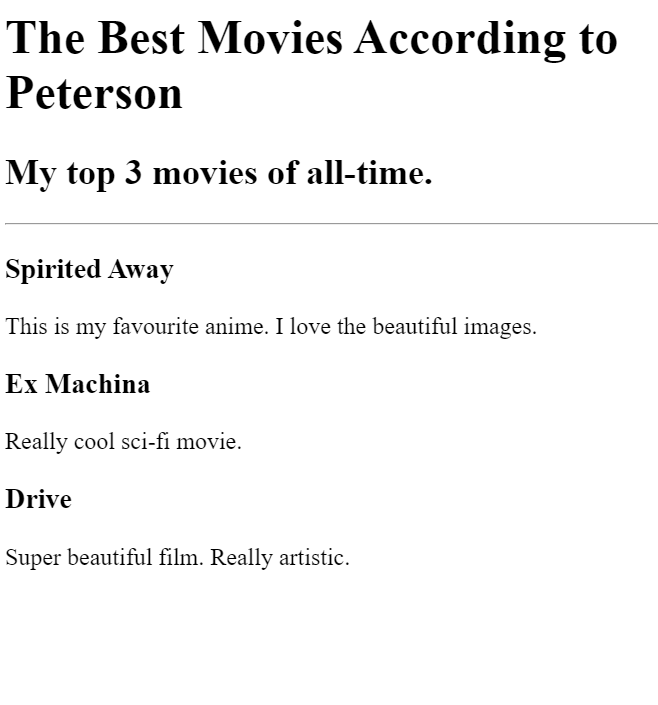 The Best Movies According to
Peterson
My top 3 movies of all-time.
Spirited Away
This is my favourite anime. I love the beautiful images.
Ex Machina
Really cool sci-fi movie.
Drive
Super beautiful film. Really artistic.